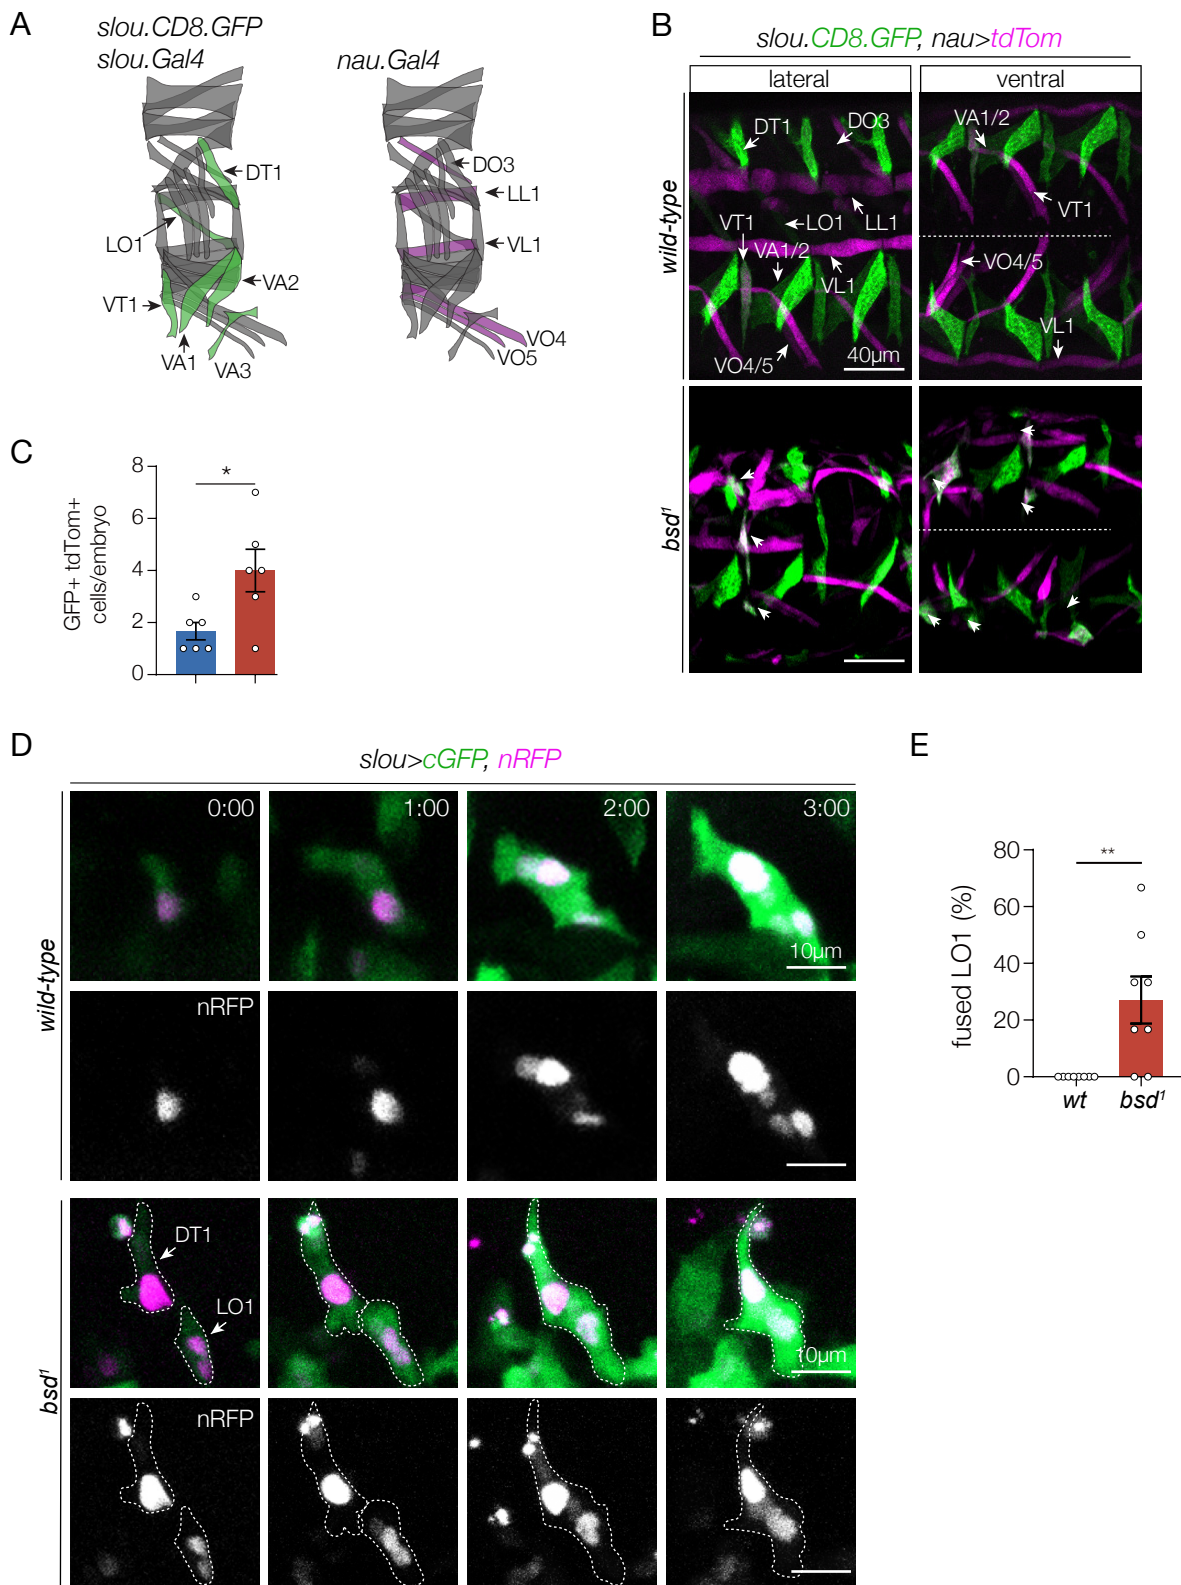 A
slou.CD8.GFP
slou.Gal4
nau.Gal4
DT1
LO1
VA2
VT1
VA1
VA3
DO3
LL1
VL1
VO4
VO5
B
slou.CD8.GFP, nau>tdTom
lateral
ventral
wild-type
DT1
DO3
LO1
LL1
VT1
VA1/2
VL1
VO4/5
40µm
VA1/2
VT1
VO4/5
VL1
bsd¹
C
GFP+ tdTom+
cells/embryo
8
6
4
2
0
*
D
slou>cGFP, nRFP
wild-type
0:00
1:00
2:00
3:00
10µm
nRFP
bsd¹
DT1
LO1
10µm
nRFP
E
fused LO1 (%)
80
60
40
20
0
**
wt
bsd¹